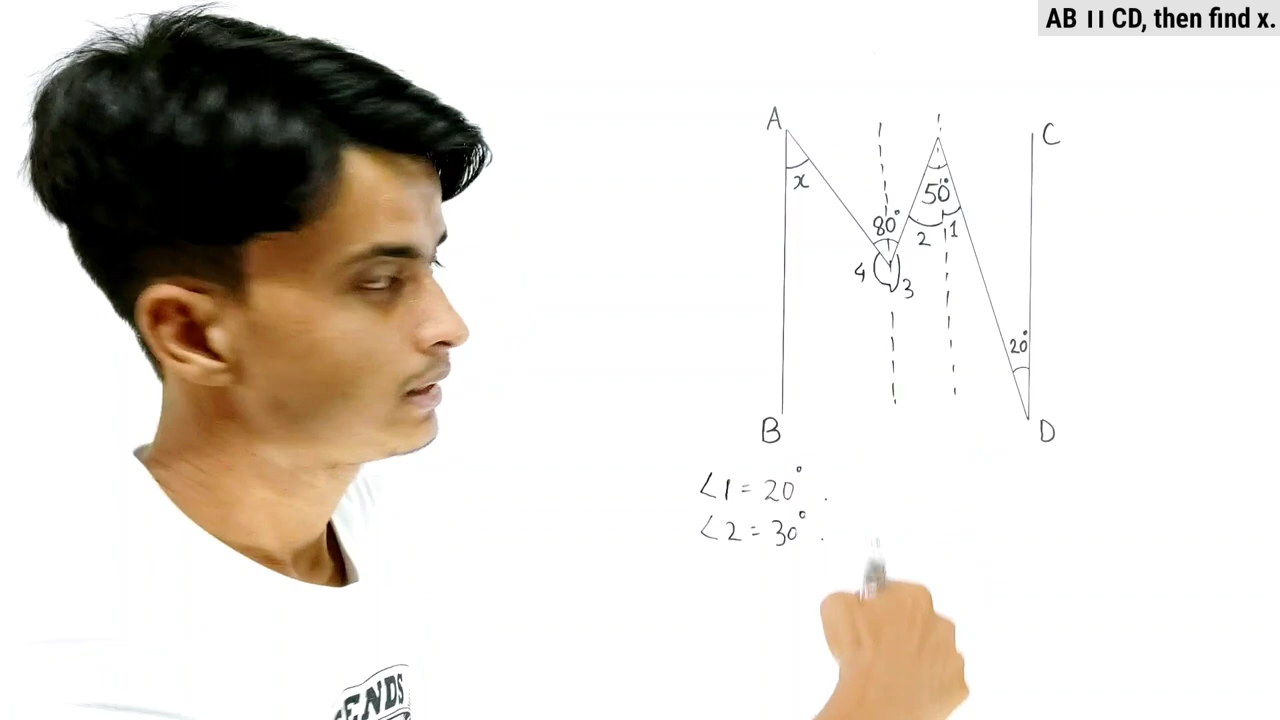 AB ।। CD, then find x.
A
C
x
80°
50°
2
1
4
3
20°
B
D
∠1 = 20° .
∠2 = 30° .
ENDS